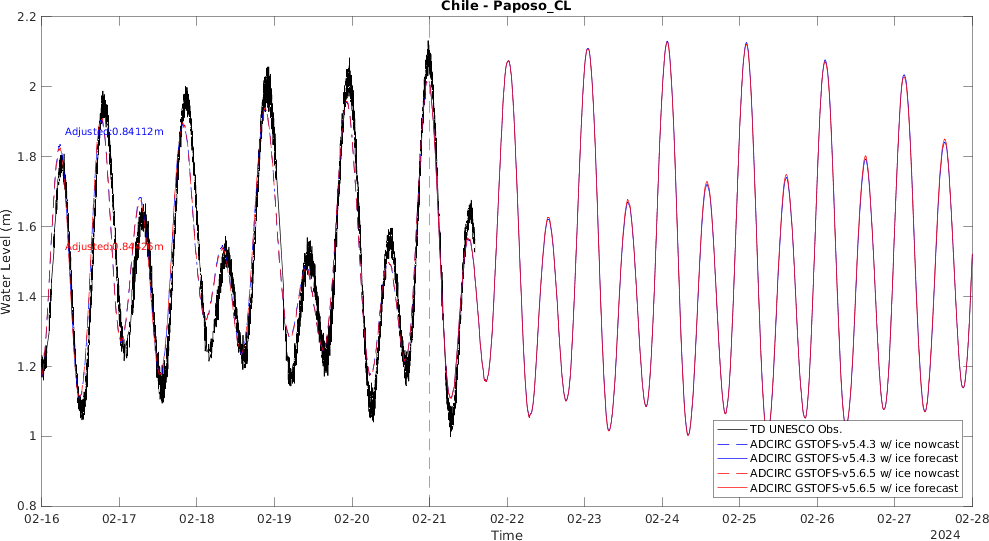 Chile - Paposo_CL
Water Level (m)
2.2
2
1.8
1.6
1.4
1.2
1
0.8
Adjusted:0.84112m
TD UNESCO Obs.
ADCIRC GSTOFS-v5.4.3 w/ ice nowcast
ADCIRC GSTOFS-v5.4.3 w/ ice forecast
ADCIRC GSTOFS-v5.6.5 w/ ice nowcast
ADCIRC GSTOFS-v5.6.5 w/ ice forecast
02-16 02-17 02-18 02-19 02-20 02-21 02-22 02-23 02-24 02-25 02-26 02-27 02-28
Time
2024